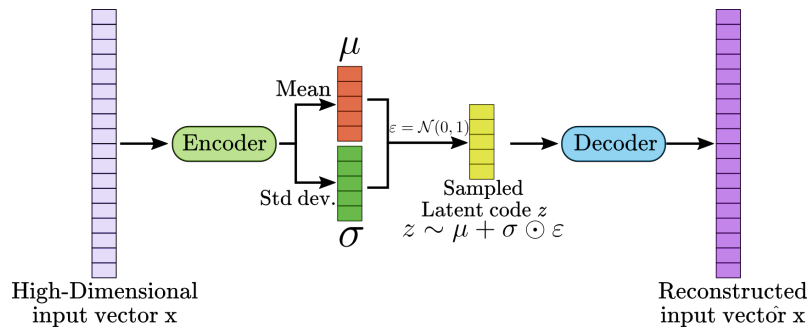 μ
Mean
ε = 𝒩(0, 1)
Encoder
Decoder
Std dev.
σ
Sampled
Latent code z
z ∼ μ + σ ⊙ ε
High-Dimensional
input vector x
Reconstructed
input vector x̂